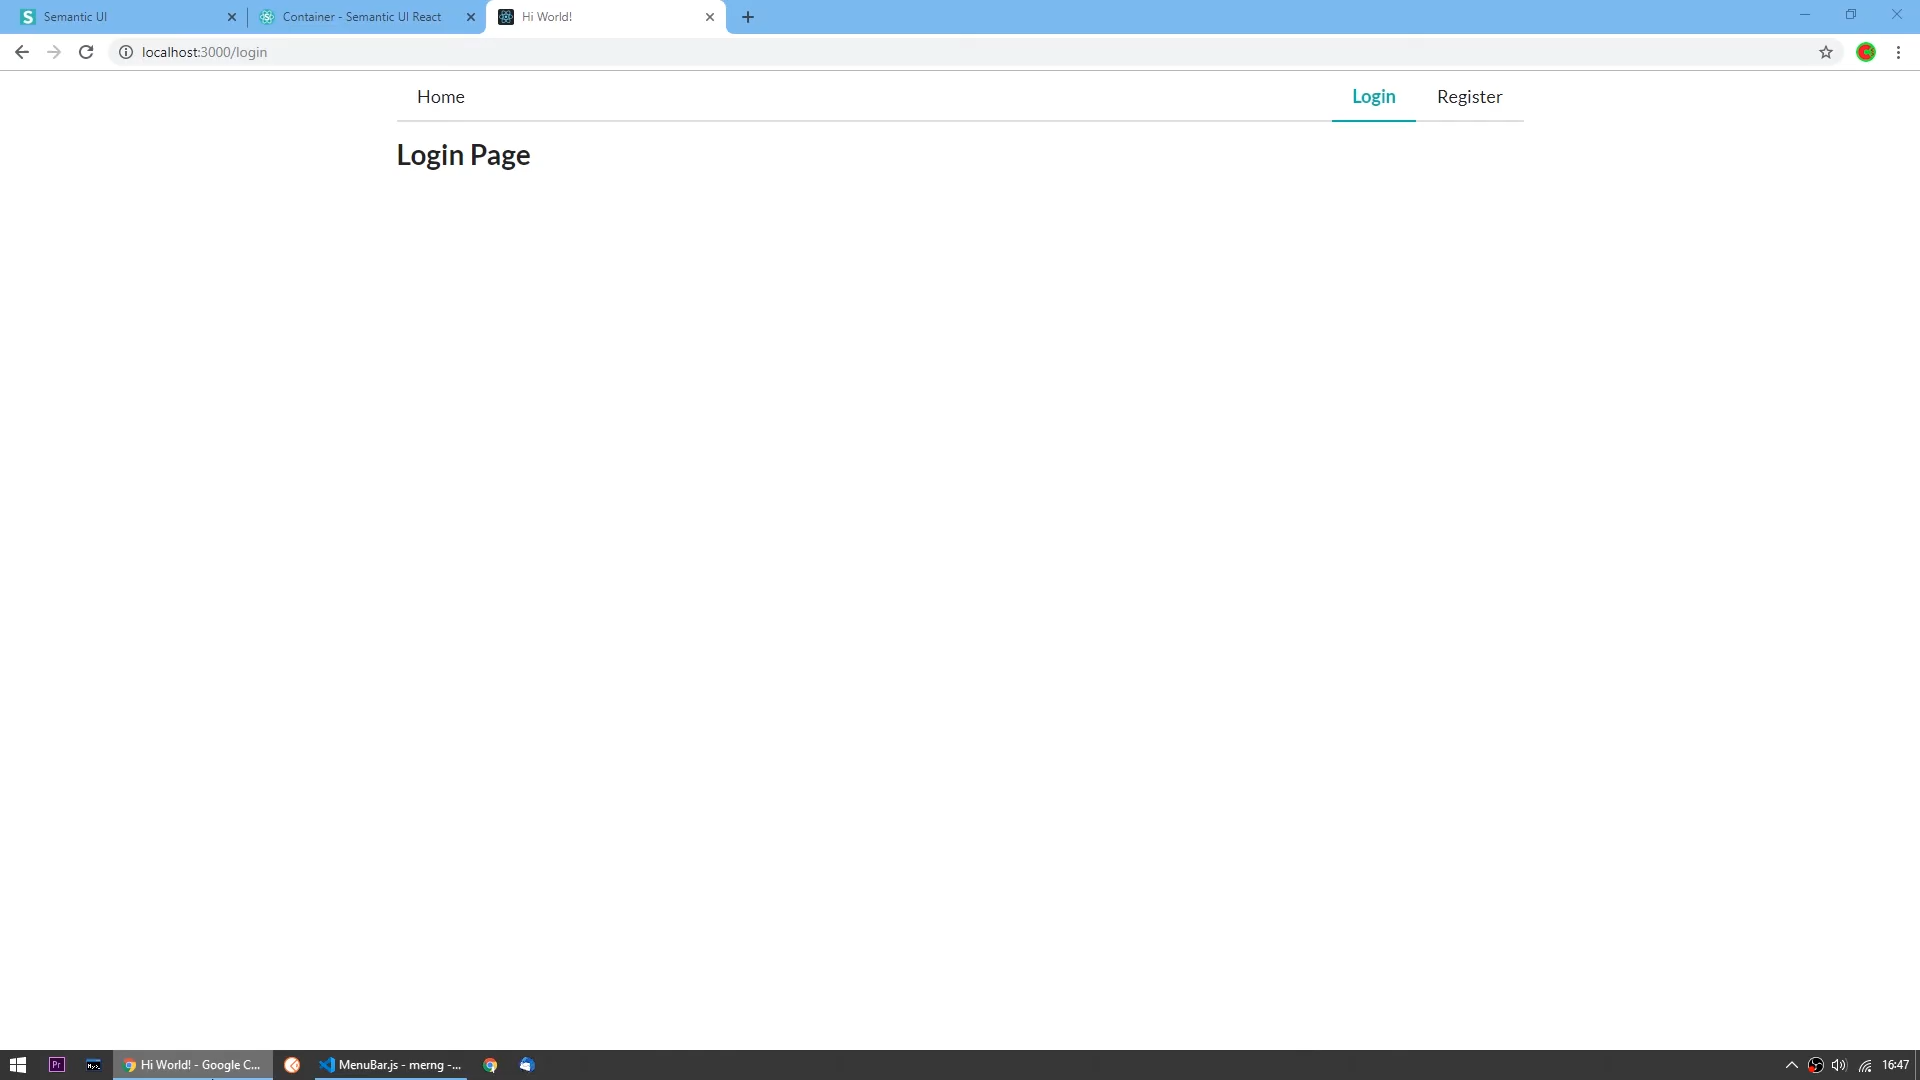 Semantic UI
Container - Semantic UI React
Hi World!
localhost:3000/login
Home
Login
Register
Login Page
Hi World! - Google C...
MenuBar.js - merng -...
16:47